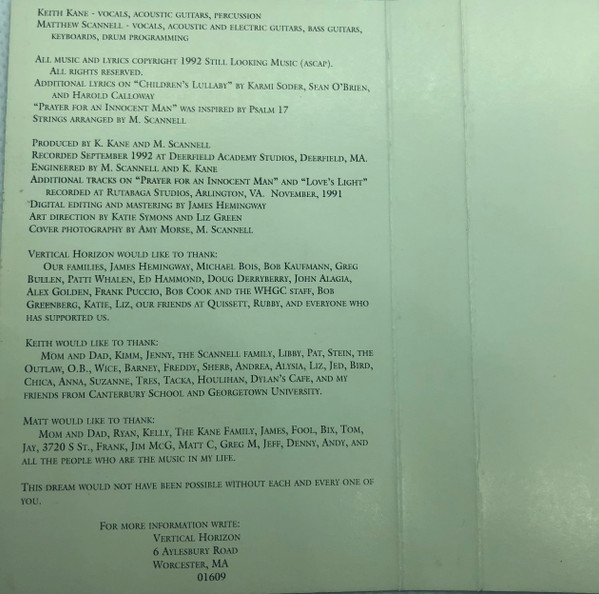 Keith Kane - vocals, acoustic guitars, percussion
Matthew Scannell - vocals, acoustic and electric guitars, bass guitars,
keyboards, drum programming
All music and lyrics copyright 1992 Still Looking Music (ASCAP).
All rights reserved.
Additional lyrics on "Children's Lullaby" by Karmi Soder, Sean O'Brien,
and Harold Calloway
"Prayer for an Innocent Man" was inspired by Psalm 17
Strings arranged by M. Scannell
Produced by K. Kane and M. Scannell
Recorded September 1992 at Deerfield Academy Studios, Deerfield, MA.
Engineered by M. Scannell and K. Kane
Additional tracks on "Prayer for an Innocent Man" and "Love's Light"
recorded at Rutabaga Studios, Arlington, VA. November, 1991
Digital editing and mastering by James Hemingway
Art direction by Katie Symons and Liz Green
Cover photography by Amy Morse, M. Scannell
Vertical Horizon would like to thank:
Our families, James Hemingway, Michael Bois, Bob Kaufmann, Greg
Bullen, Patti Whalen, Ed Hammond, Doug Derryberry, John Alagia,
Alex Golden, Frank Puccio, Bob Cook and the WHGC staff, Bob
Greenberg, Katie, Liz, our friends at Quissett, Rubby, and everyone who
has supported us.
Keith would like to thank:
Mom and Dad, Kimm, Jenny, the Scannell family, Libby, Pat, Stein, the
Outlaw, O.B., Wice, Barney, Freddy, Sherb, Andrea, Alysia, Liz, Jed, Bird,
Chica, Anna, Suzanne, Tres, Tacka, Houlihan, Dylan's Cafe, and my
friends from Canterbury School and Georgetown University.
Matt would like to thank:
Mom and Dad, Ryan, Kelly, The Kane Family, James, Fool, Bix, Tom,
Jay, 3720 S St., Frank, Jim McG, Matt C, Greg M, Jeff, Denny, Andy, and
all the people who are the music in my life.
This dream would not have been possible without each and every one of
you.
For more information write:
Vertical Horizon
6 Aylesbury Road
Worcester, MA
01609